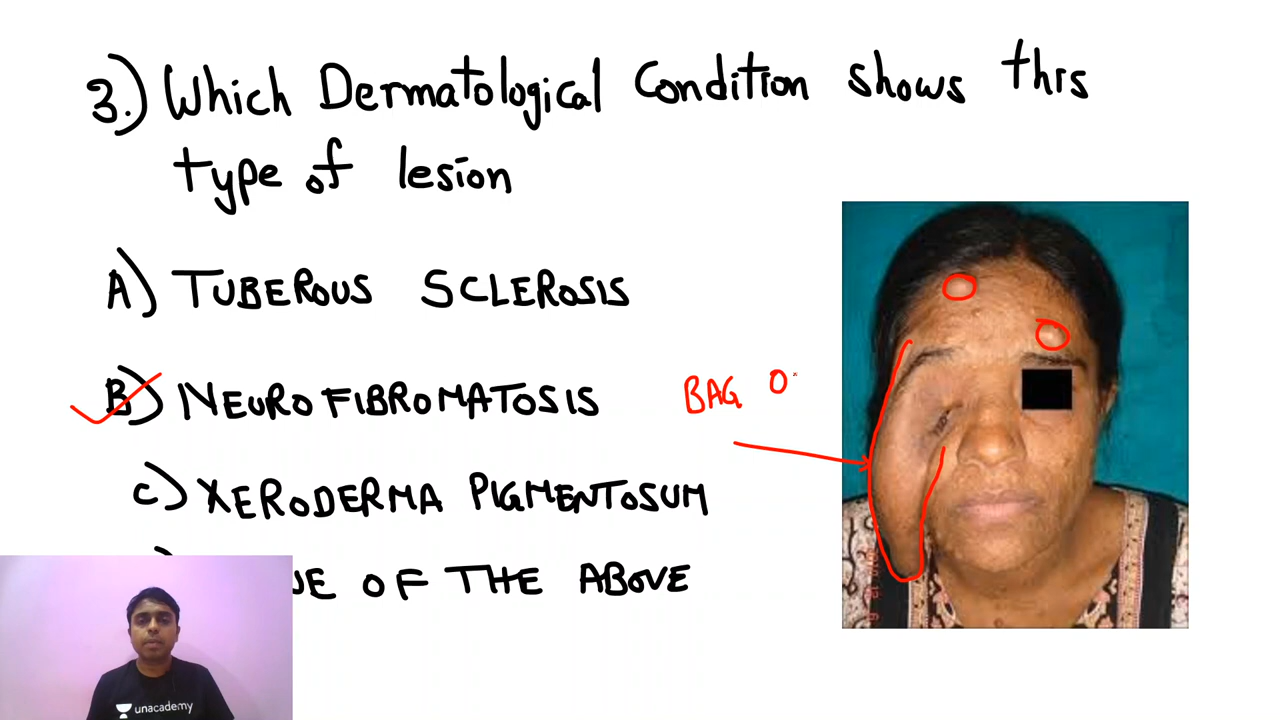 3.) Which Dermatological Condition shows this
type of lesion
A) TUBEROUS SCLEROSIS
B) NEUROFIBROMATOSIS
BAG O
C) XERODERMA PIGMENTOSUM
OF THE ABOVE
unacademy